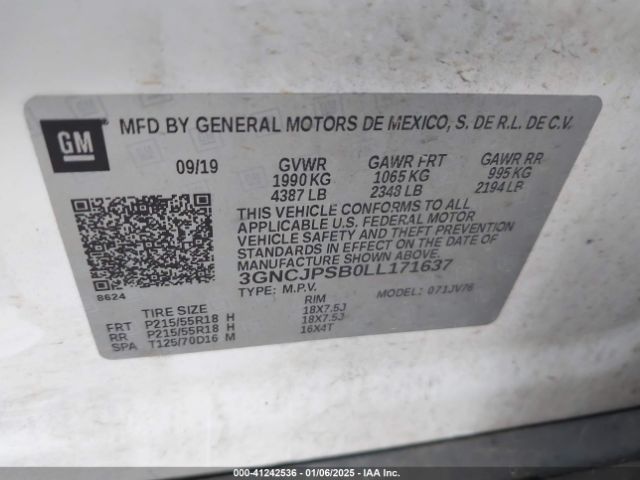 GM
MFD BY GENERAL MOTORS DE MEXICO, S. DE R.L. DE C.V.
09/19 GVWR GAWR FRT GAWR RR
1990 KG 1065 KG 995 KG
4387 LB 2348 LB 2194 LB
THIS VEHICLE CONFORMS TO ALL
APPLICABLE U.S. FEDERAL MOTOR
VEHICLE SAFETY AND THEFT PREVENTION
STANDARDS IN EFFECT ON THE DATE OF
MANUFACTURE SHOWN ABOVE.
3GNCJPSB0LL171637
8624
TYPE: M.P.V. MODEL: 071JV76
TIRE SIZE RIM
FRT P215/55R18 H 18X7.5J
RR P215/55R18 H 18X7.5J
SPA T125/70D16 M 16X4T
000-41242536 - 01/06/2025 - IAAI.COM